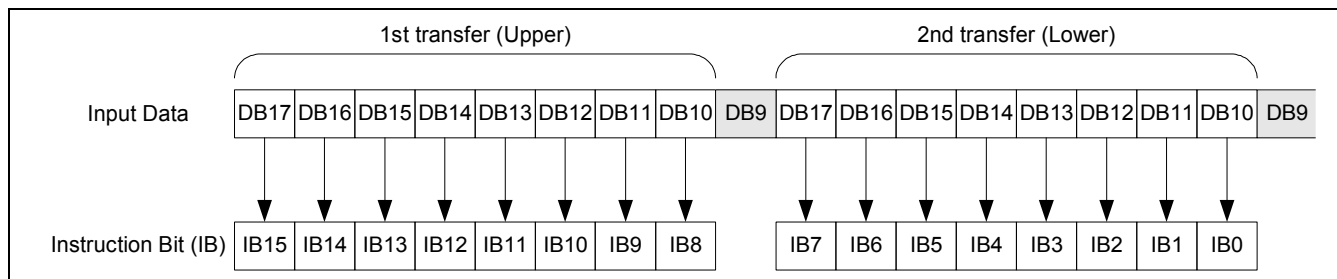 1st transfer (Upper) 2nd transfer (Lower)
Input Data DB17 DB16 DB15 DB14 DB13 DB12 DB11 DB10 DB9 DB17 DB16 DB15 DB14 DB13 DB12 DB11 DB10 DB9
Instruction Bit (IB) IB15 IB14 IB13 IB12 IB11 IB10 IB9 IB8 IB7 IB6 IB5 IB4 IB3 IB2 IB1 IB0